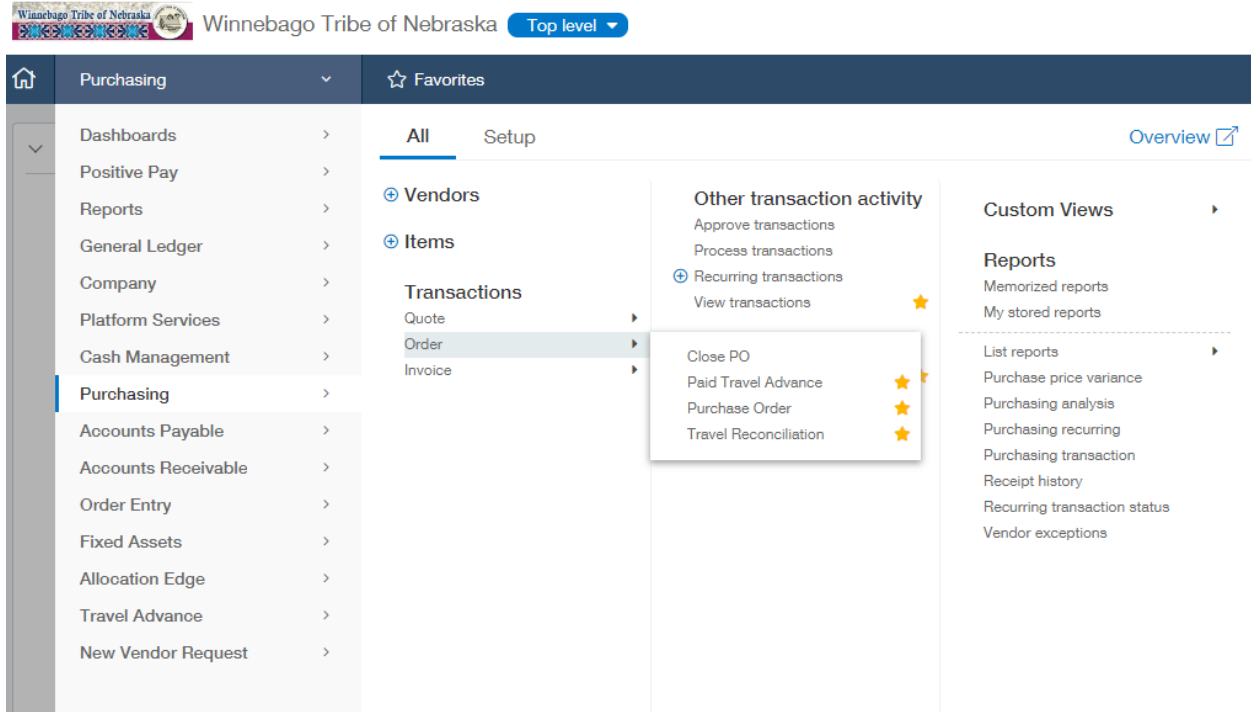 Winnebago Tribe of Nebraska
Winnebago Tribe of Nebraska Top level
Purchasing
Favorites
Dashboards
Positive Pay
Reports
General Ledger
Company
Platform Services
Cash Management
Purchasing
Accounts Payable
Accounts Receivable
Order Entry
Fixed Assets
Allocation Edge
Travel Advance
New Vendor Request
All Setup Overview
Vendors
Items
Transactions
Quote
Order
Invoice
Other transaction activity
Approve transactions
Process transactions
Recurring transactions
View transactions
Close PO
Paid Travel Advance
Purchase Order
Travel Reconciliation
Custom Views
Reports
Memorized reports
My stored reports
List reports
Purchase price variance
Purchasing analysis
Purchasing recurring
Purchasing transaction
Receipt history
Recurring transaction status
Vendor exceptions